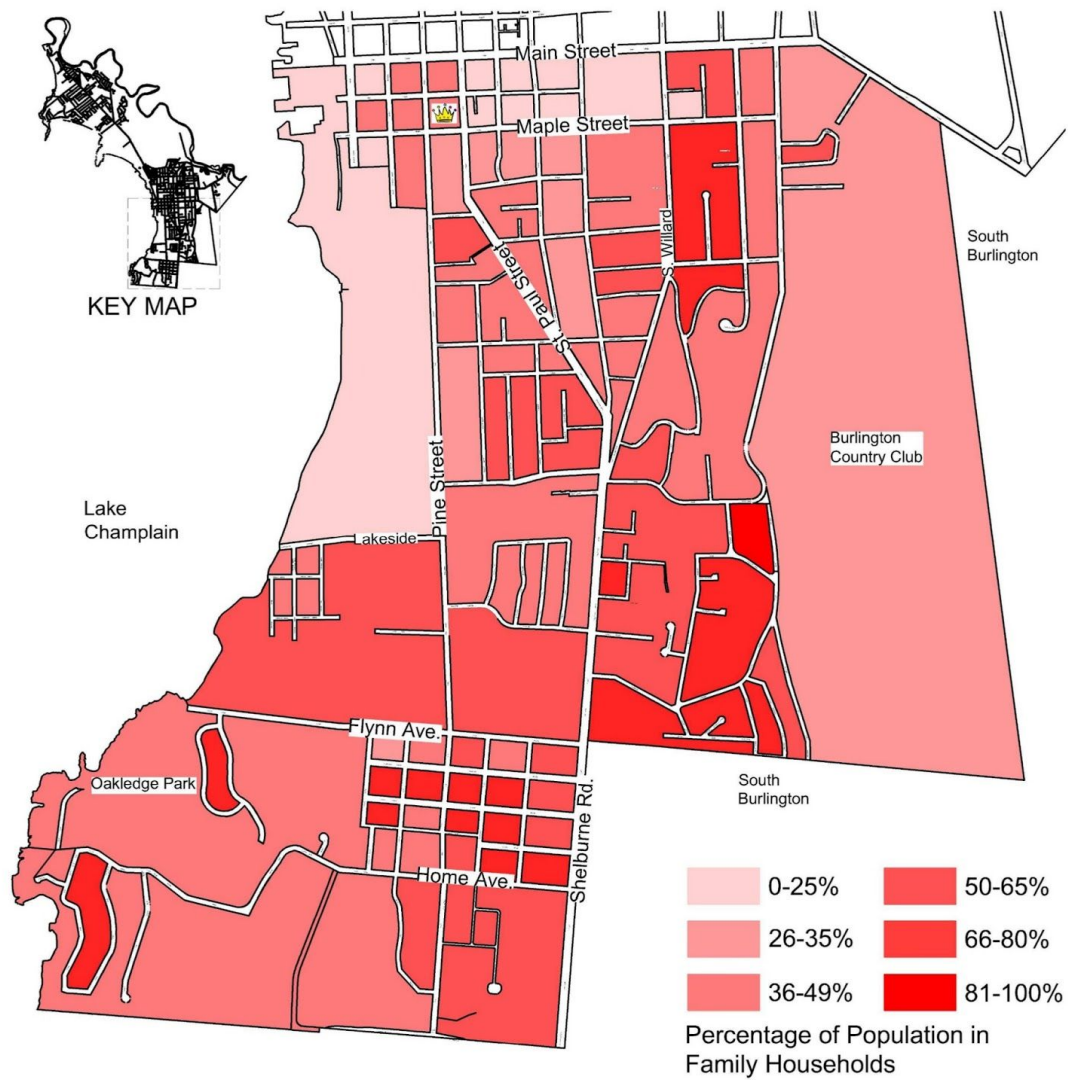 Main Street
Maple Street
KEY MAP
S. Willard
South
Burlington
St. Paul Street
Burlington
Country Club
Pine Street
Lake
Champlain
Lakeside
Flynn Ave.
Oakledge Park
South
Burlington
Shelburne Rd.
Home Ave.
0-25%
50-65%
26-35%
66-80%
36-49%
81-100%
Percentage of Population in
Family Households